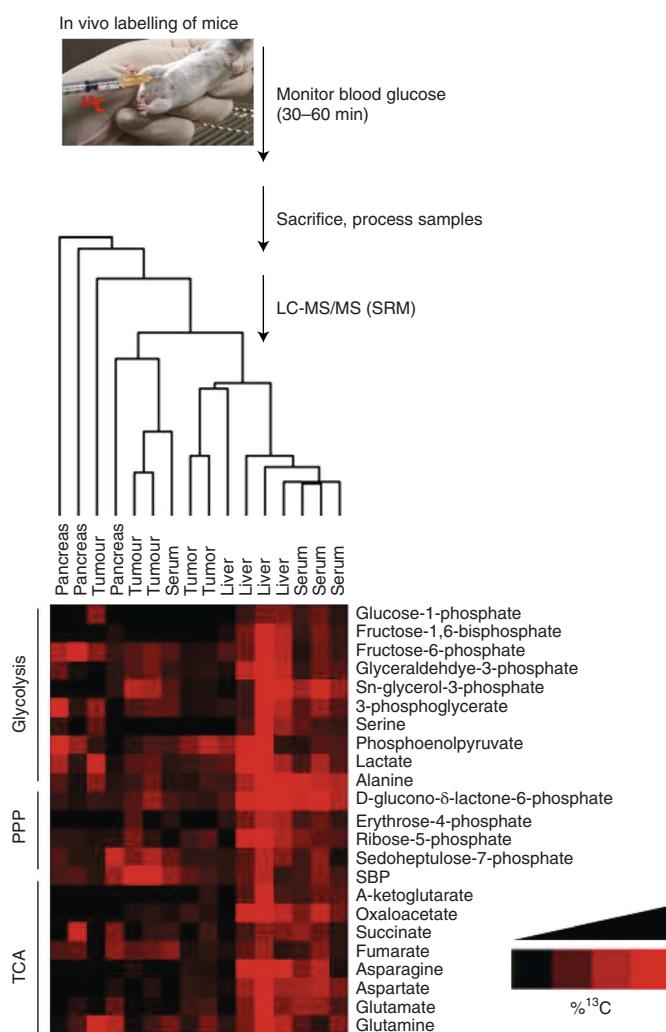 In vivo labelling of mice
13C
Monitor blood glucose
(30–60 min)
Sacrifice, process samples
LC-MS/MS (SRM)
Pancreas
Pancreas
Tumour
Pancreas
Tumour
Tumour
Serum
Tumor
Tumor
Liver
Liver
Liver
Liver
Serum
Serum
Serum
Glycolysis
Glucose-1-phosphate
Fructose-1,6-bisphosphate
Fructose-6-phosphate
Glyceraldehdye-3-phosphate
Sn-glycerol-3-phosphate
3-phosphoglycerate
Serine
Phosphoenolpyruvate
Lactate
Alanine
PPP
D-glucono-δ-lactone-6-phosphate
Erythrose-4-phosphate
Ribose-5-phosphate
Sedoheptulose-7-phosphate
SBP
TCA
A-ketoglutarate
Oxaloacetate
Succinate
Fumarate
Asparagine
Aspartate
Glutamate
Glutamine
%¹³C